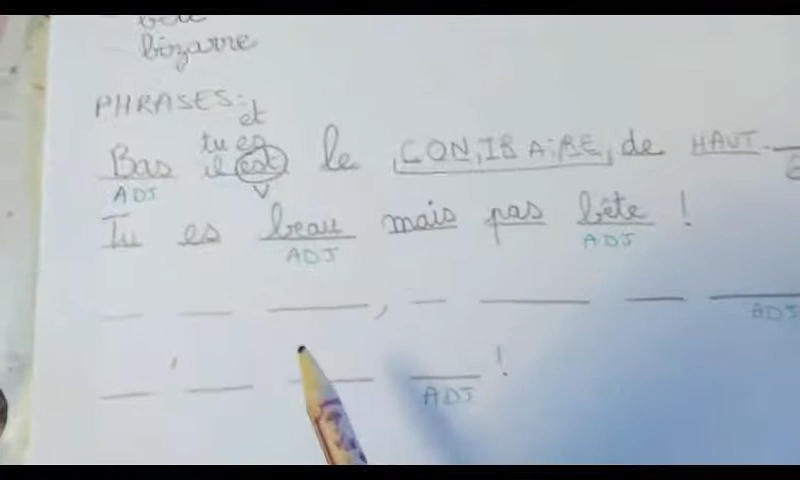 bizarre
PHRASES:
et
tu es
Bas il est le CONTRAIRE, de HAUT.
ADJ V
Tu es beau mais pas bête !
ADJ ADJ
,
ADJ
' !
ADJ